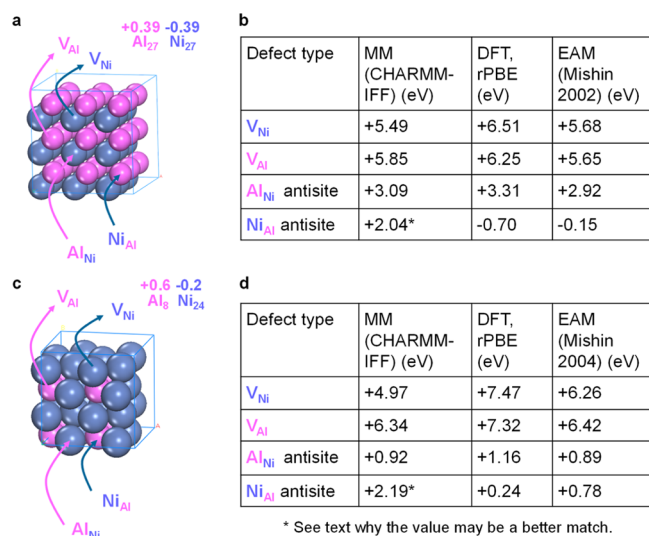 a
+0.39 -0.39
Al27 Ni27
VAl
VNi
AlNi
NiAl
b
Defect type | MM (CHARMM-IFF) (eV) | DFT, rPBE (eV) | EAM (Mishin 2002) (eV)
VNi | +5.49 | +6.51 | +5.68
VAl | +5.85 | +6.25 | +5.65
AlNi antisite | +3.09 | +3.31 | +2.92
NiAl antisite | +2.04* | -0.70 | -0.15
c
+0.6 -0.2
Al8 Ni24
VAl
VNi
NiAl
AlNi
d
Defect type | MM (CHARMM-IFF) (eV) | DFT, rPBE (eV) | EAM (Mishin 2004) (eV)
VNi | +4.97 | +7.47 | +6.26
VAl | +6.34 | +7.32 | +6.42
AlNi antisite | +0.92 | +1.16 | +0.89
NiAl antisite | +2.19* | +0.24 | +0.78
* See text why the value may be a better match.